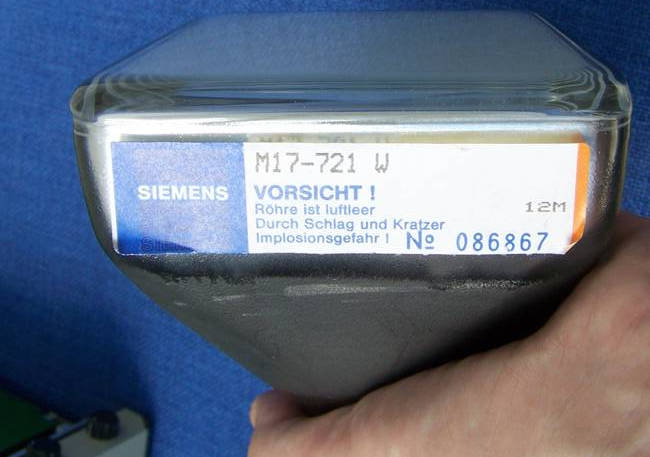 SIEMENS
M17-721 W
VORSICHT !
Röhre ist luftleer
Durch Schlag und Kratzer
Implosionsgefahr !
№ 086867
12M